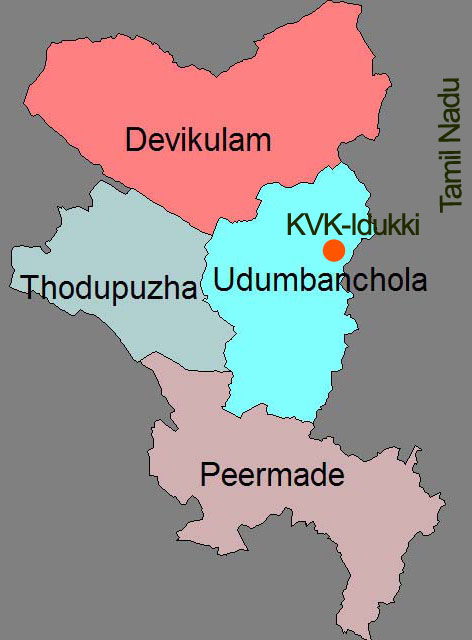 Tamil Nadu
Devikulam
KVK-Idukki
Udumbanchola
Thodupuzha
Peermade